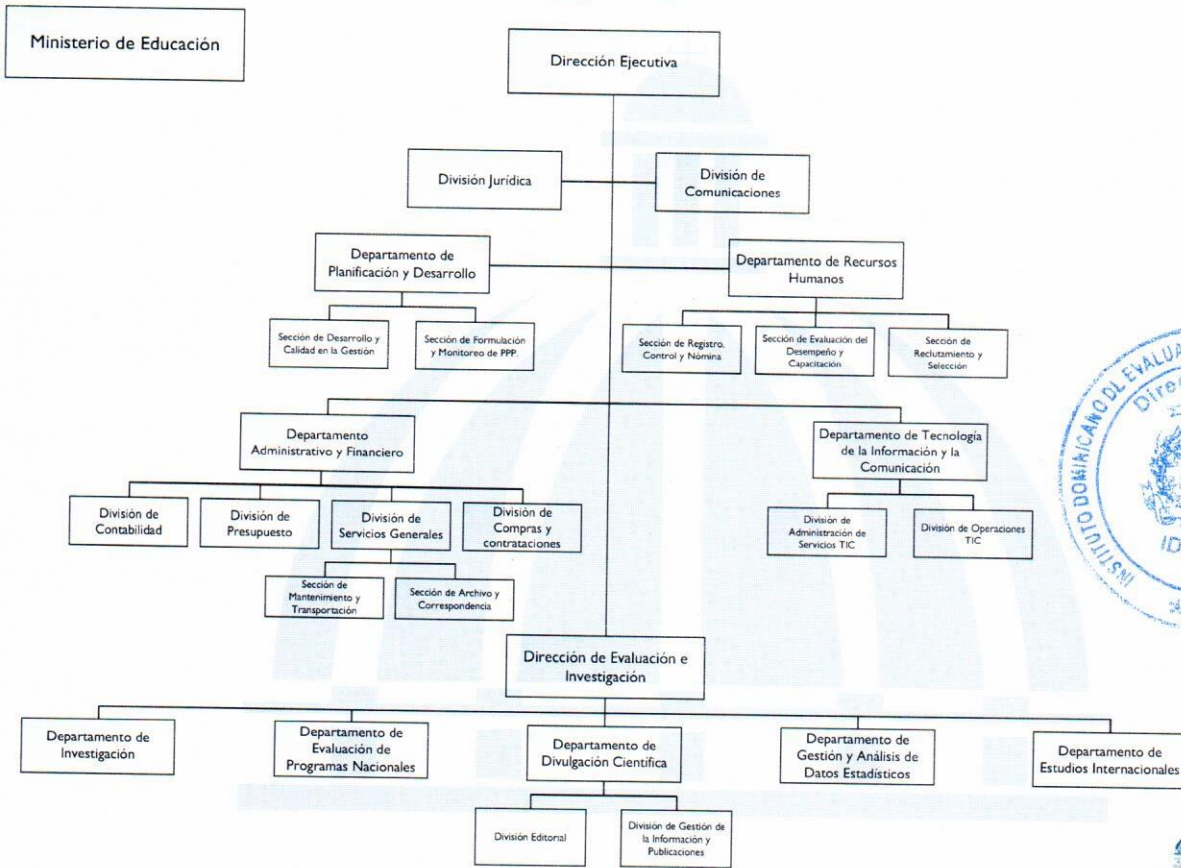 Ministerio de Educación
Dirección Ejecutiva
División Jurídica
División de
Comunicaciones
Departamento de
Planificación y Desarrollo
Departamento de Recursos
Humanos
Sección de Desarrollo y
Calidad en la Gestión
Sección de Formulación
y Monitoreo de PPP.
Sección de Registro.
Control y Nómina
Sección de Evaluación del
Desempeño y
Capacitación
Sección de
Reclutamiento y
Selección
Departamento
Administrativo y Financiero
Departamento de Tecnología
de la Información y la
Comunicación
División de
Contabilidad
División de
Presupuesto
División de
Servicios Generales
División de
Compras y
contrataciones
División de
Administración de
Servicios TIC
División de Operaciones
TIC
Sección de
Mantenimiento y
Transportación
Sección de Archivo y
Correspondencia
INSTITUTO DOMINICANO DE
Dirección de Evaluación e
Investigación
Departamento de
Investigación
Departamento de
Evaluación de
Programas Nacionales
Departamento de
Divulgación Científica
Departamento de
Gestión y Análisis de
Datos Estadísticos
Departamento de
Estudios Internacionales
División Editorial
División de Gestión de
la Información y
Publicaciones